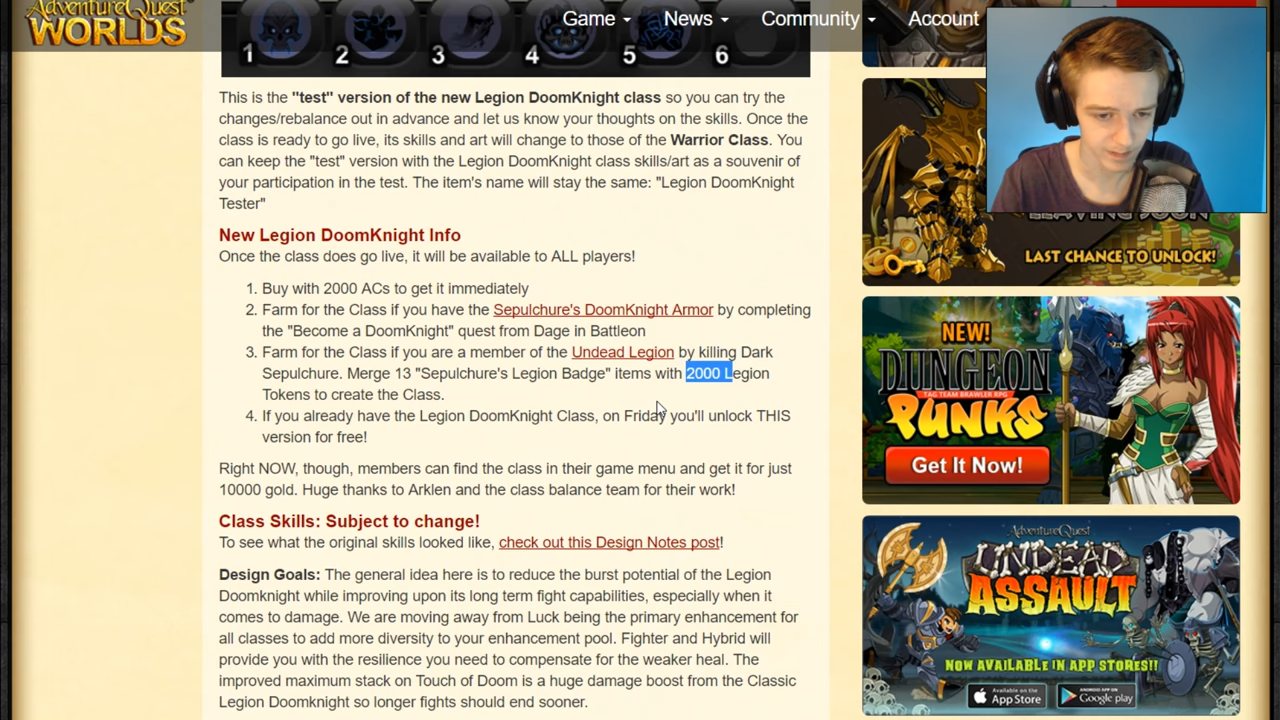 AdventureQuest
WORLDS
Game
News
Community
Account
1 2 3 4 5 6
This is the "test" version of the new Legion DoomKnight class so you can try the
changes/rebalance out in advance and let us know your thoughts on the skills. Once the
class is ready to go live, its skills and art will change to those of the Warrior Class. You
can keep the "test" version with the Legion DoomKnight class skills/art as a souvenir of
your participation in the test. The item's name will stay the same: "Legion DoomKnight
Tester"
New Legion DoomKnight Info
Once the class does go live, it will be available to ALL players!
1. Buy with 2000 ACs to get it immediately
2. Farm for the Class if you have the Sepulchure's DoomKnight Armor by completing
the "Become a DoomKnight" quest from Dage in Battleon
3. Farm for the Class if you are a member of the Undead Legion by killing Dark
Sepulchure. Merge 13 "Sepulchure's Legion Badge" items with 2000 Legion
Tokens to create the Class.
4. If you already have the Legion DoomKnight Class, on Friday you'll unlock THIS
version for free!
Right NOW, though, members can find the class in their game menu and get it for just
10000 gold. Huge thanks to Arklen and the class balance team for their work!
Class Skills: Subject to change!
To see what the original skills looked like, check out this Design Notes post!
Design Goals: The general idea here is to reduce the burst potential of the Legion
Doomknight while improving upon its long term fight capabilities, especially when it
comes to damage. We are moving away from Luck being the primary enhancement for
all classes to add more diversity to your enhancement pool. Fighter and Hybrid will
provide you with the resilience you need to compensate for the weaker heal. The
improved maximum stack on Touch of Doom is a huge damage boost from the Classic
Legion Doomknight so longer fights should end sooner.
LEAVING SOON
LAST CHANCE TO UNLOCK!
NEW!
DUNGEON
TAG TEAM BRAWLER RPG
PUNKS
Get It Now!
AdventureQuest
UNDEAD
ASSAULT
NOW AVAILABLE IN APP STORES!!
Available on the
App Store
ANDROID APP ON
Google play